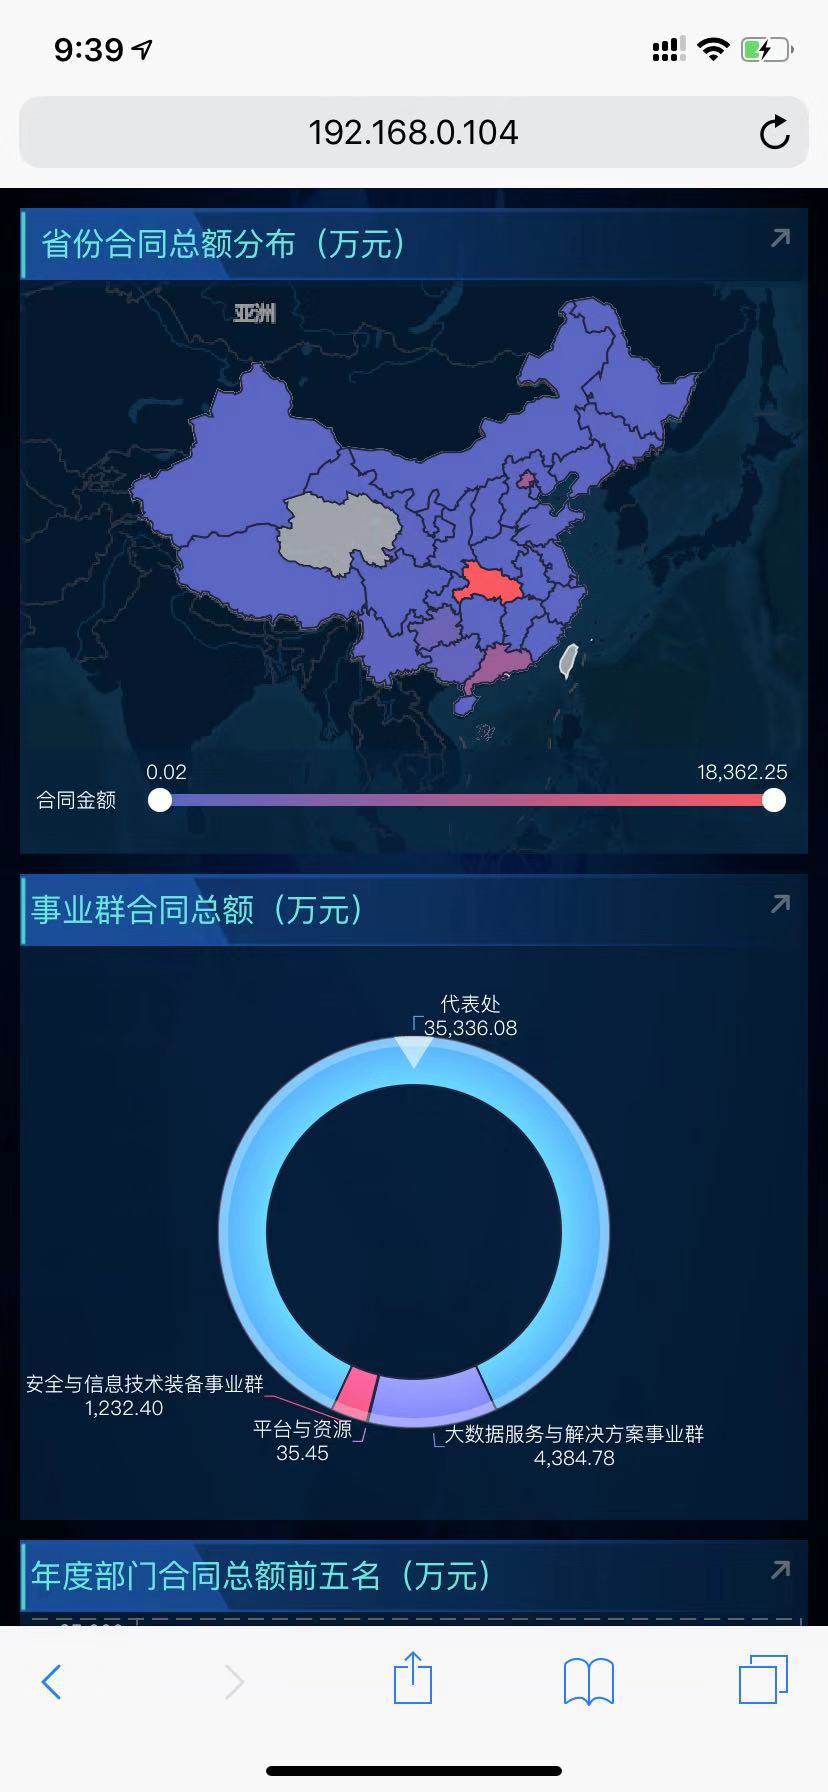 9:39
192.168.0.104
省份合同总额分布（万元）
亚洲
0.02
18,362.25
合同金额
事业群合同总额（万元）
代表处
35,336.08
安全与信息技术装备事业群
1,232.40
平台与资源
35.45
大数据服务与解决方案事业群
4,384.78
年度部门合同总额前五名（万元）